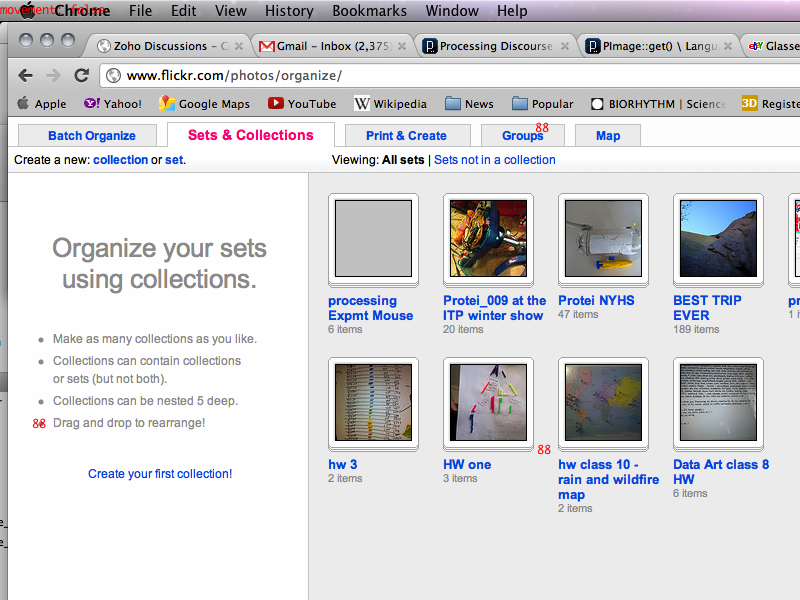 movement: false
Chrome File Edit View History Bookmarks Window Help
Zoho Discussions - C
Gmail - Inbox (2,375)
Processing Discourse
PImage::get() \ Langu
Glasse
www.flickr.com/photos/organize/
Apple Yahoo! Google Maps YouTube Wikipedia News Popular BIORHYTHM | Science Registe
Batch Organize Sets & Collections Print & Create Groups Map
88
Create a new: collection or set.
Viewing: All sets | Sets not in a collection
Organize your sets
using collections.
Make as many collections as you like.
Collections can contain collections
or sets (but not both).
Collections can be nested 5 deep.
88 Drag and drop to rearrange!
Create your first collection!
processing
Expmt Mouse
6 items
Protei_009 at the
ITP winter show
20 items
Protei NYHS
47 items
BEST TRIP
EVER
189 items
pr
1 i
hw 3
2 items
HW one
3 items
88
hw class 10 -
rain and wildfire
map
2 items
Data Art class 8
HW
6 items